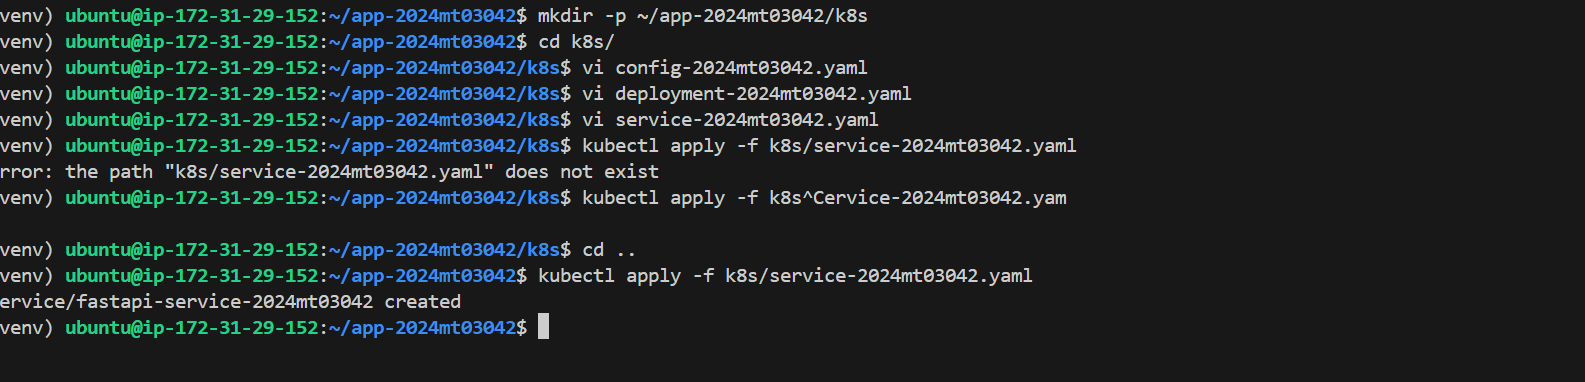 venv) ubuntu@ip-172-31-29-152:~/app-2024mt03042$ mkdir -p ~/app-2024mt03042/k8s
venv) ubuntu@ip-172-31-29-152:~/app-2024mt03042$ cd k8s/
venv) ubuntu@ip-172-31-29-152:~/app-2024mt03042/k8s$ vi config-2024mt03042.yaml
venv) ubuntu@ip-172-31-29-152:~/app-2024mt03042/k8s$ vi deployment-2024mt03042.yaml
venv) ubuntu@ip-172-31-29-152:~/app-2024mt03042/k8s$ vi service-2024mt03042.yaml
venv) ubuntu@ip-172-31-29-152:~/app-2024mt03042/k8s$ kubectl apply -f k8s/service-2024mt03042.yaml
rror: the path "k8s/service-2024mt03042.yaml" does not exist
venv) ubuntu@ip-172-31-29-152:~/app-2024mt03042/k8s$ kubectl apply -f k8s^Cervice-2024mt03042.yam
venv) ubuntu@ip-172-31-29-152:~/app-2024mt03042/k8s$ cd ..
venv) ubuntu@ip-172-31-29-152:~/app-2024mt03042$ kubectl apply -f k8s/service-2024mt03042.yaml
ervice/fastapi-service-2024mt03042 created
venv) ubuntu@ip-172-31-29-152:~/app-2024mt03042$